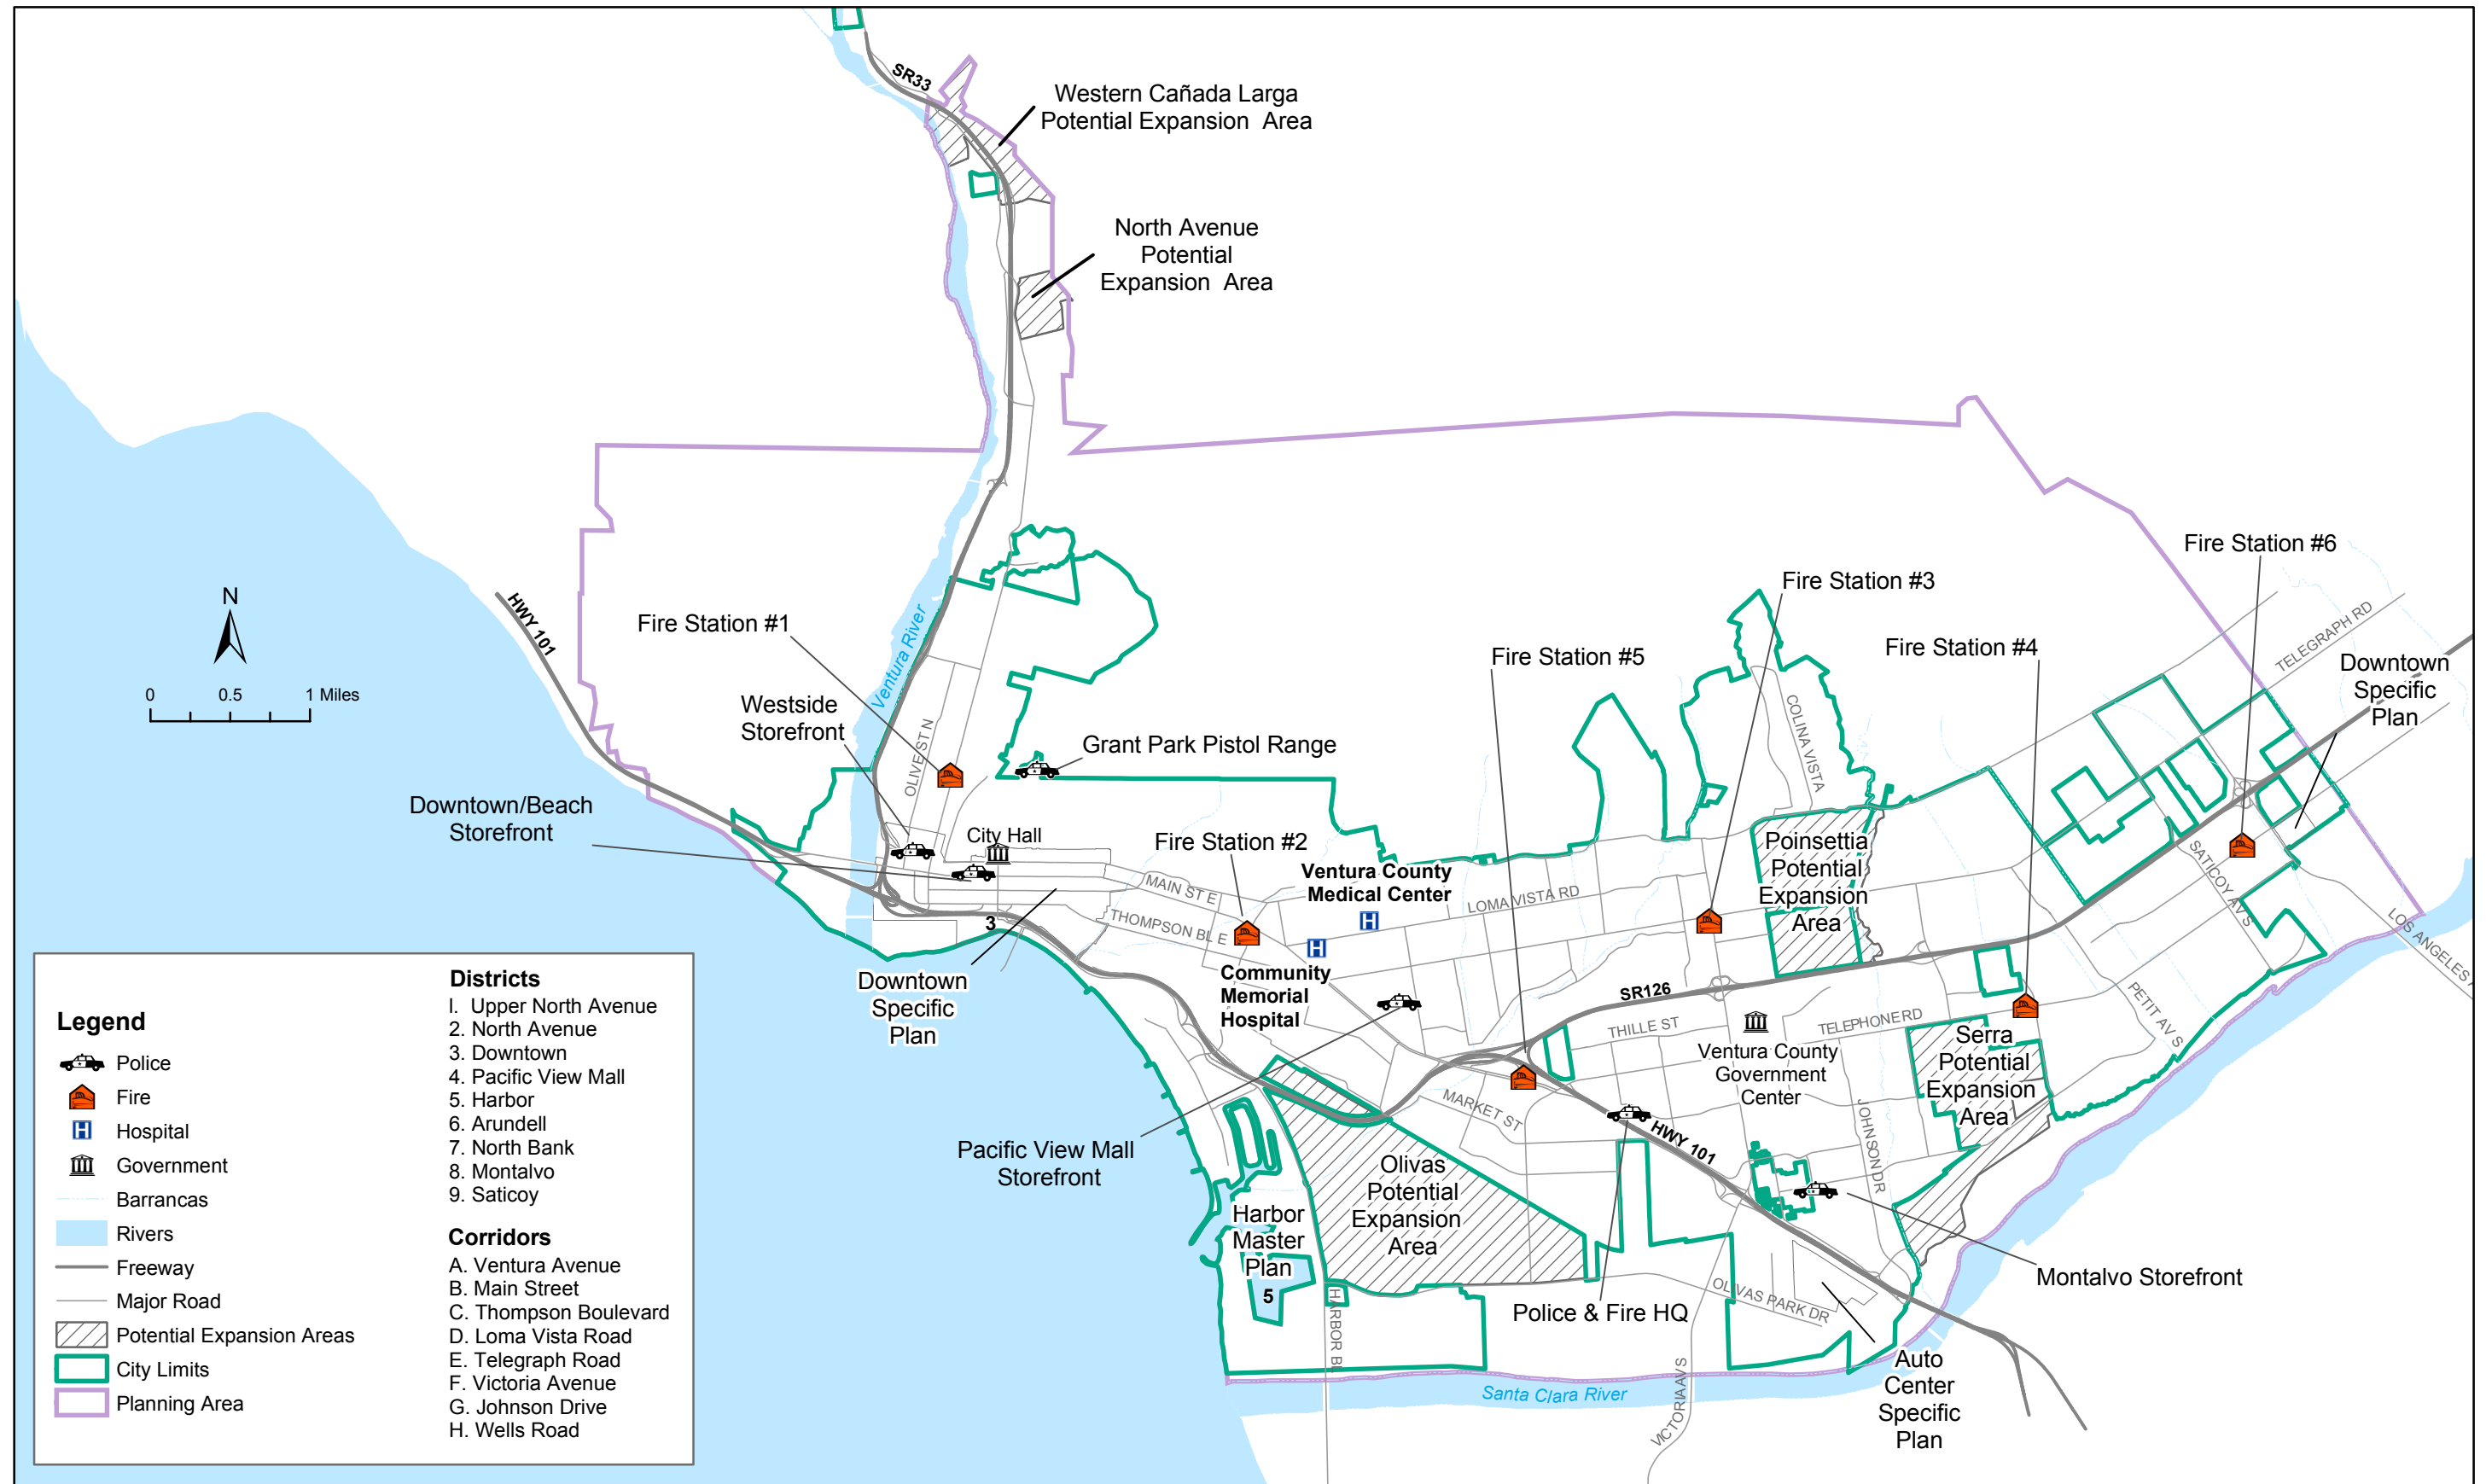 SR33
Western Cañada Larga
Potential Expansion Area
North Avenue
Potential
Expansion Area
HWY 101
N
0 0.5 1 Miles
Ventura River
Fire Station #1
Westside
Storefront
OLIVE ST N
Grant Park Pistol Range
Downtown/Beach
Storefront
City Hall
Fire Station #2
MAIN ST E
THOMPSON BL E
3
Downtown
Specific
Plan
Ventura County
Medical Center
Community
Memorial
Hospital
LOMA VISTA RD
Fire Station #5
Fire Station #3
COLINA VISTA
Fire Station #4
Fire Station #6
TELEGRAPH RD
Downtown
Specific
Plan
Poinsettia
Potential
Expansion
Area
SATICOY AV S
LOS ANGELES A
PETIT AV S
SR126
THILLE ST
TELEPHONE RD
Ventura County
Government
Center
Serra
Potential
Expansion
Area
JOHNSON DR
MARKET ST
HWY 101
Pacific View Mall
Storefront
Olivas
Potential
Expansion
Area
Harbor
Master
Plan
5
HARBOR BL
Police & Fire HQ
OLIVAS PARK DR
VICTORIA AV S
Montalvo Storefront
Auto
Center
Specific
Plan
Santa Clara River
Legend
Police
Fire
Hospital
Government
Barrancas
Rivers
Freeway
Major Road
Potential Expansion Areas
City Limits
Planning Area
Districts
I. Upper North Avenue
2. North Avenue
3. Downtown
4. Pacific View Mall
5. Harbor
6. Arundell
7. North Bank
8. Montalvo
9. Saticoy
Corridors
A. Ventura Avenue
B. Main Street
C. Thompson Boulevard
D. Loma Vista Road
E. Telegraph Road
F. Victoria Avenue
G. Johnson Drive
H. Wells Road